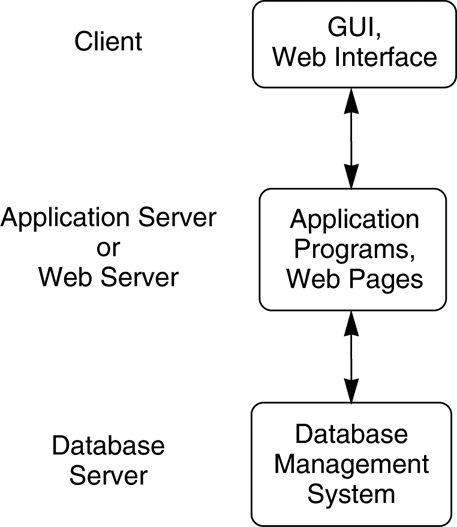 Client
GUI,
Web Interface
Application Server
or
Web Server
Application
Programs,
Web Pages
Database
Server
Database
Management
System